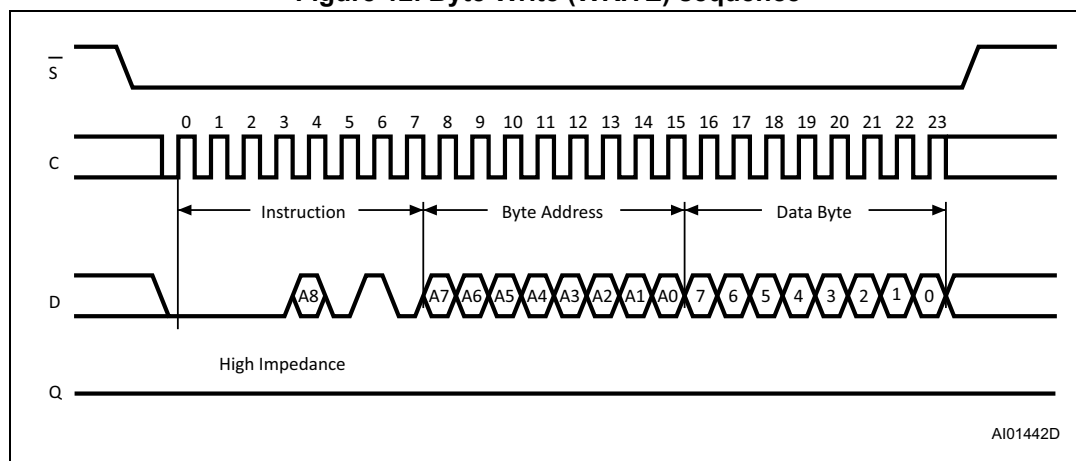 Figure 12. Byte Write (WRITE) sequence
S
0 1 2 3 4 5 6 7 8 9 10 11 12 13 14 15 16 17 18 19 20 21 22 23
C
Instruction Byte Address Data Byte
D A8 A7 A6 A5 A4 A3 A2 A1 A0 7 6 5 4 3 2 1 0
High Impedance
Q
AI01442D